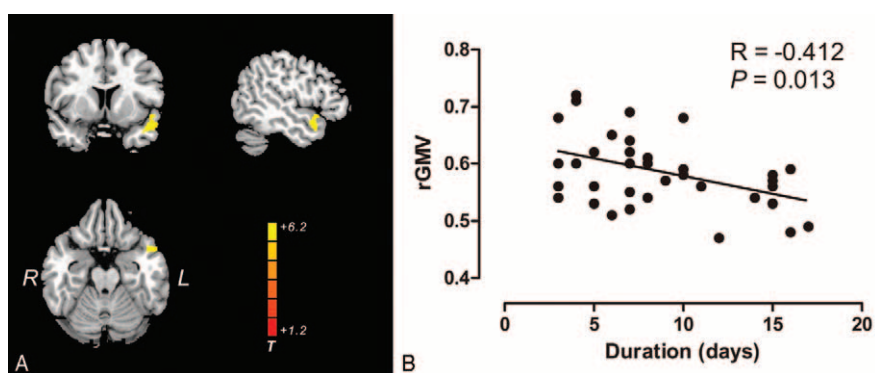 R
L
+6.2
+1.2
T
A
0.8
0.7
0.6
0.5
0.4
rGMV
R = -0.412
P = 0.013
0
5
10
15
20
Duration (days)
B